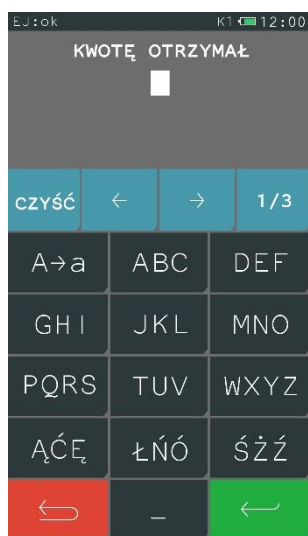 EJ:ok K1 12:00
KWOTĘ OTRZYMAŁ
CZYŚĆ ← → 1/3
A→a ABC DEF
GHI JKL MNO
PQRS TUV WXYZ
ĄĆĘ ŁŃÓ ŚŻŹ
_